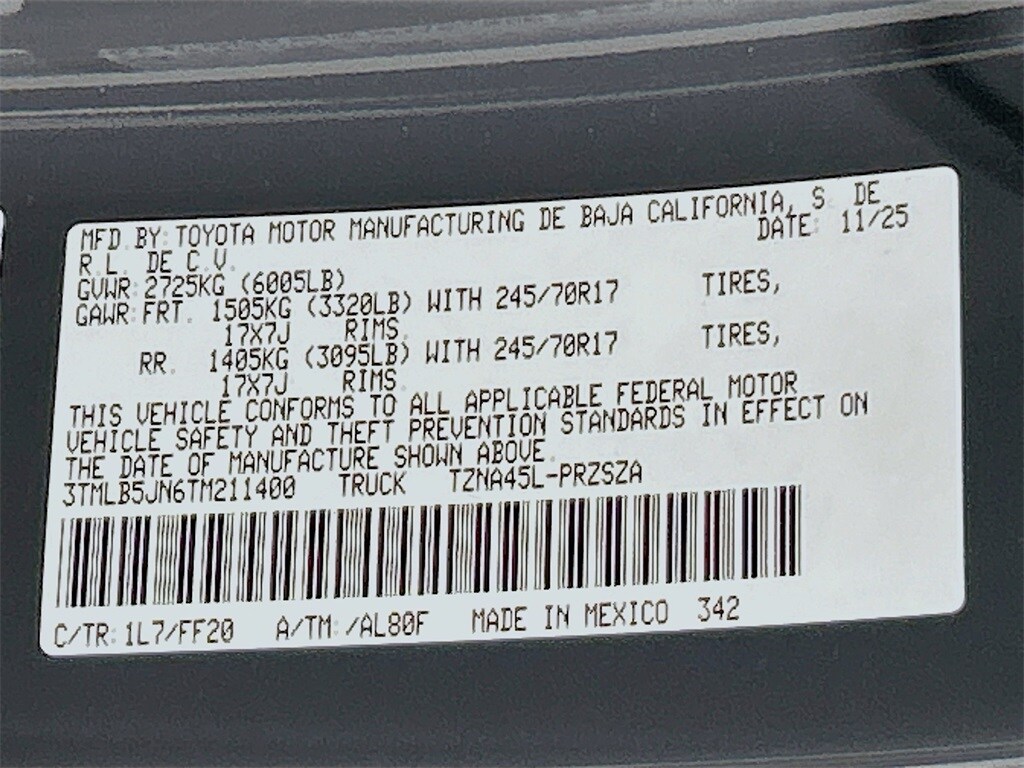 MFD BY: TOYOTA MOTOR MANUFACTURING DE BAJA CALIFORNIA, S. DE
R.L. DE C.V. DATE: 11/25
GVWR: 2725KG (6005LB)
GAWR: FRT. 1505KG (3320LB) WITH 245/70R17 TIRES,
17X7J RIMS.
RR. 1405KG (3095LB) WITH 245/70R17 TIRES,
17X7J RIMS.
THIS VEHICLE CONFORMS TO ALL APPLICABLE FEDERAL MOTOR
VEHICLE SAFETY AND THEFT PREVENTION STANDARDS IN EFFECT ON
THE DATE OF MANUFACTURE SHOWN ABOVE.
3TMLB5JN6TM211400 TRUCK TZNA45L-PRZSZA
C/TR: 1L7/FF20 A/TM: /AL80F MADE IN MEXICO 342